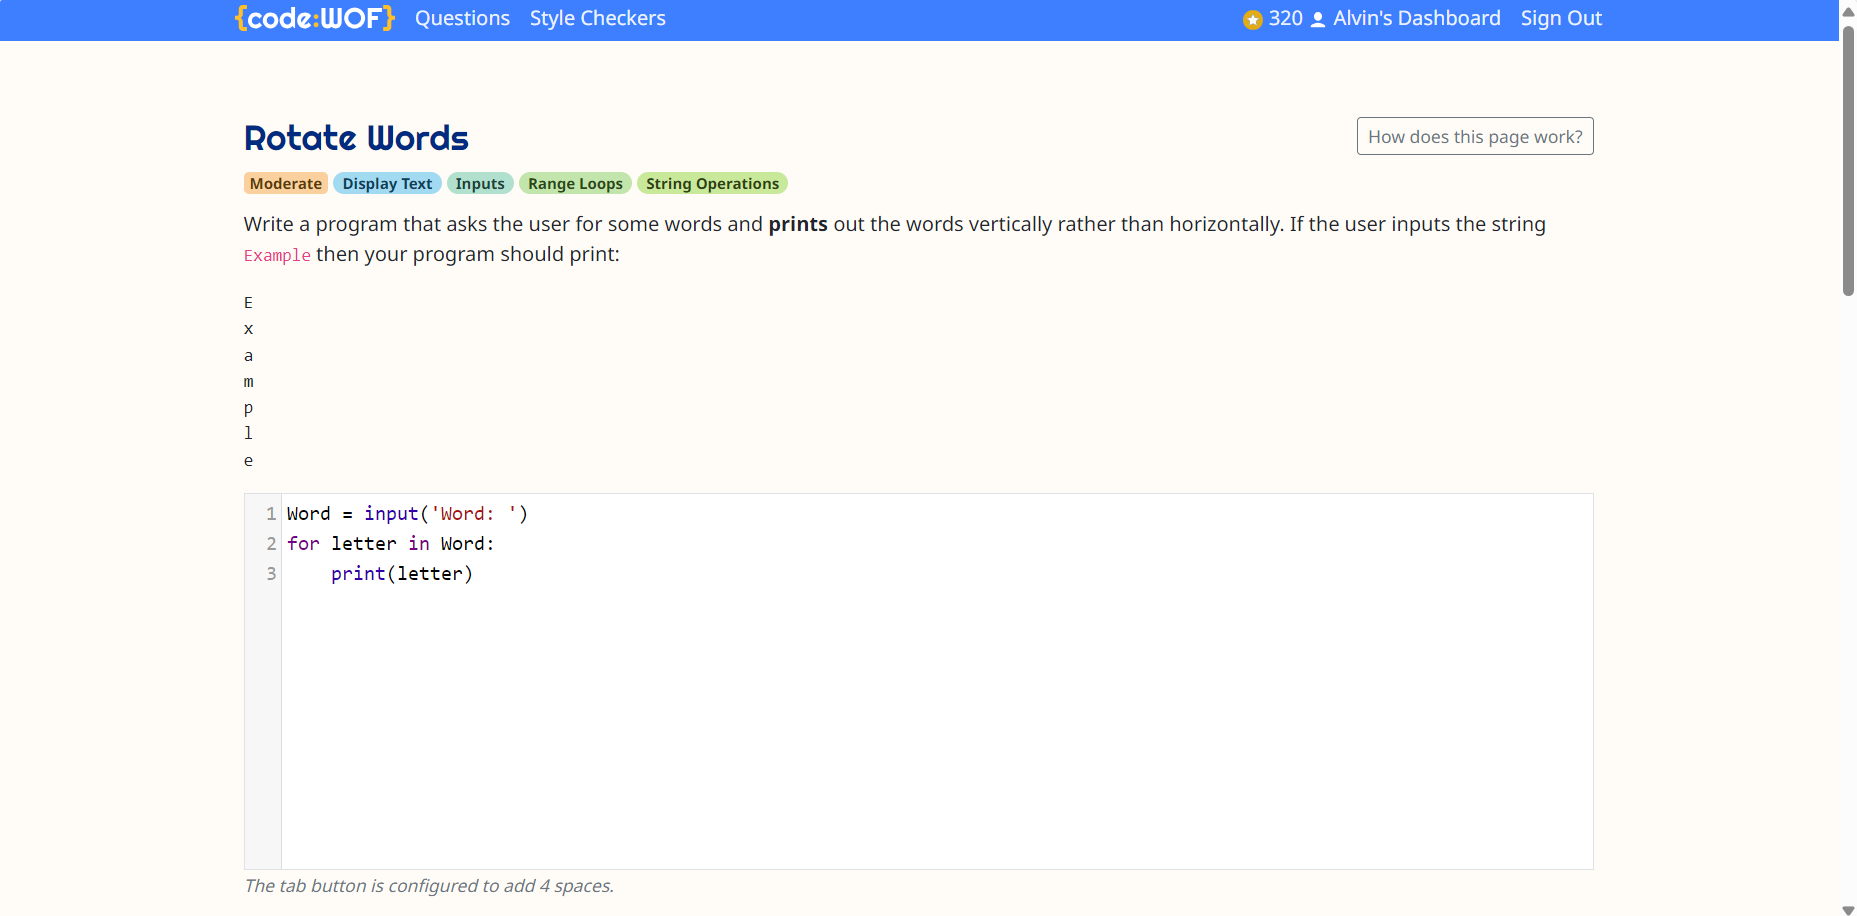 {code:WOF} Questions Style Checkers 320 Alvin's Dashboard Sign Out
Rotate Words
How does this page work?
Moderate Display Text Inputs Range Loops String Operations
Write a program that asks the user for some words and prints out the words vertically rather than horizontally. If the user inputs the string
Example then your program should print:
E
x
a
m
p
l
e
1 Word = input('Word: ')
2 for letter in Word:
3     print(letter)
The tab button is configured to add 4 spaces.